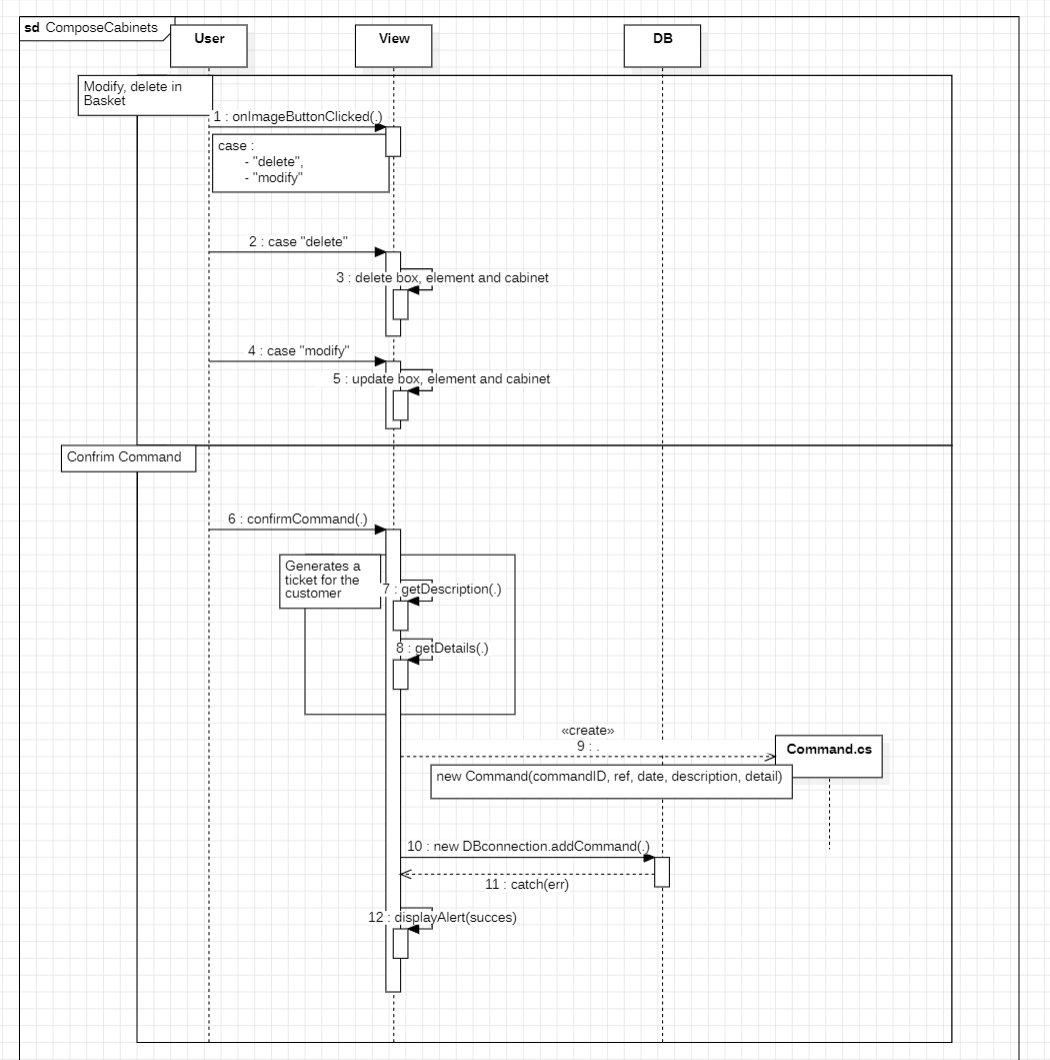 sd ComposeCabinets
User
View
DB
Modify, delete in
Basket
1 : onImageButtonClicked(.)
case :
- "delete",
- "modify"
2 : case "delete"
3 : delete box, element and cabinet
4 : case "modify"
5 : update box, element and cabinet
Confrim Command
6 : confirmCommand(.)
Generates a
ticket for the
customer
7 : getDescription(.)
8 : getDetails(.)
«create»
9 : .
Command.cs
new Command(commandID, ref, date, description, detail)
10 : new DBconnection.addCommand(.)
11 : catch(err)
12 : displayAlert(succes)